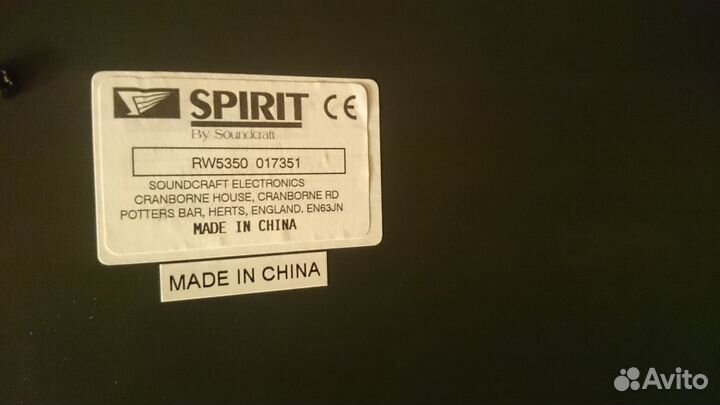 SPIRIT CE
By Soundcraft
RW5350 017351
SOUNDCRAFT ELECTRONICS
CRANBORNE HOUSE, CRANBORNE RD
POTTERS BAR, HERTS, ENGLAND. EN63JN
MADE IN CHINA
MADE IN CHINA
Avito